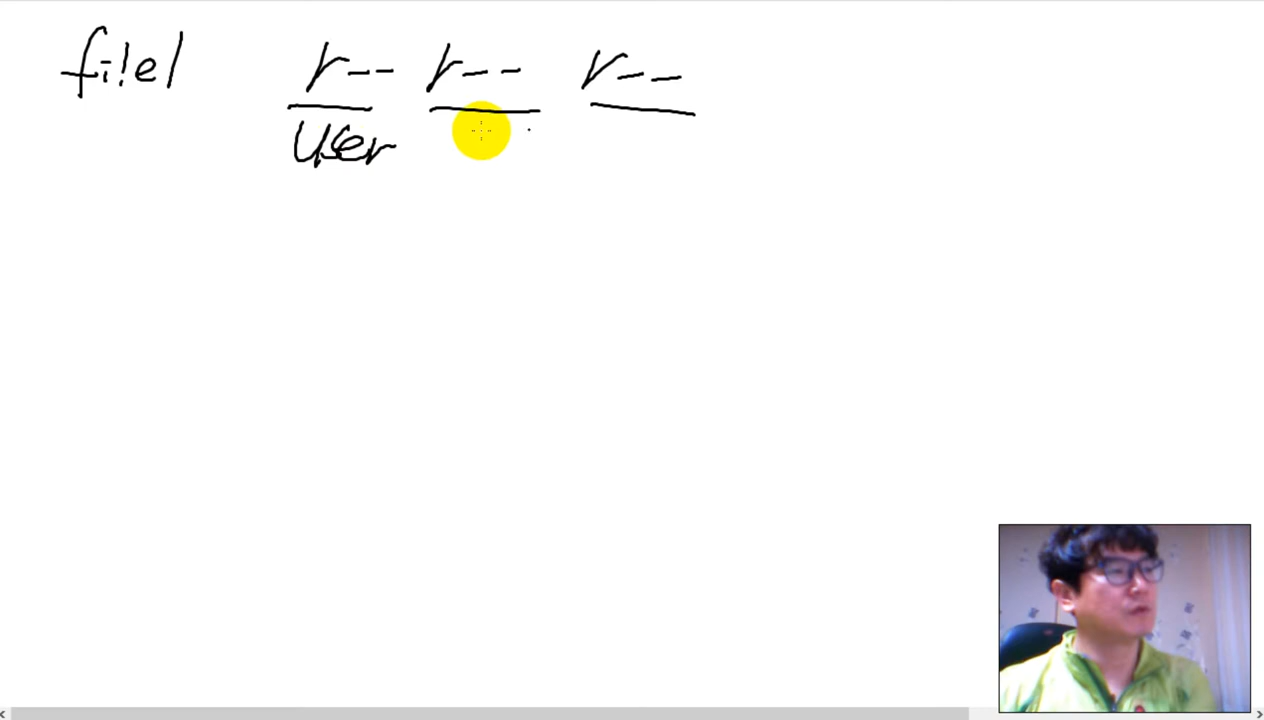 file1 r-- r-- r--
user